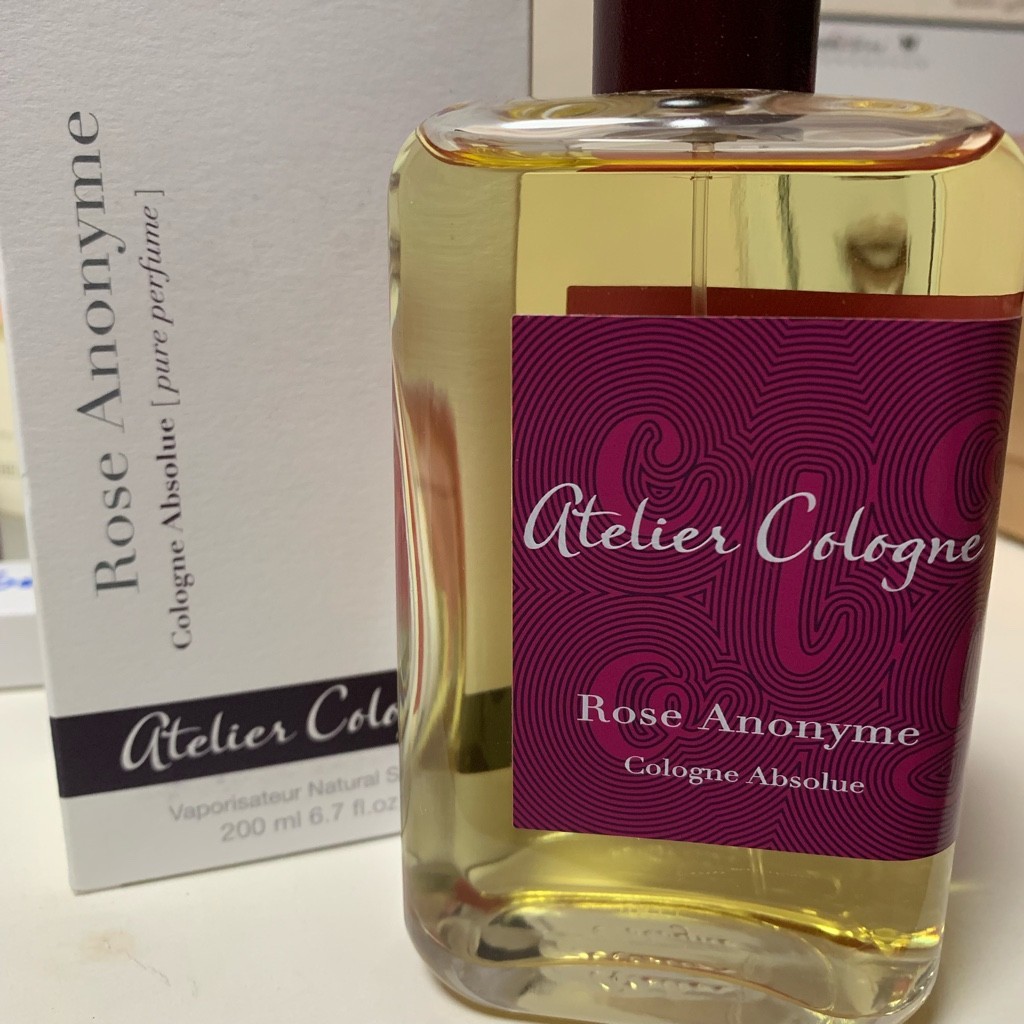 Rose Anonyme
Cologne Absolue [ pure perfume ]
Atelier Colo
Vaporisateur Natural S
200 ml 6.7 fl.oz
Atelier Cologne
Rose Anonyme
Cologne Absolue